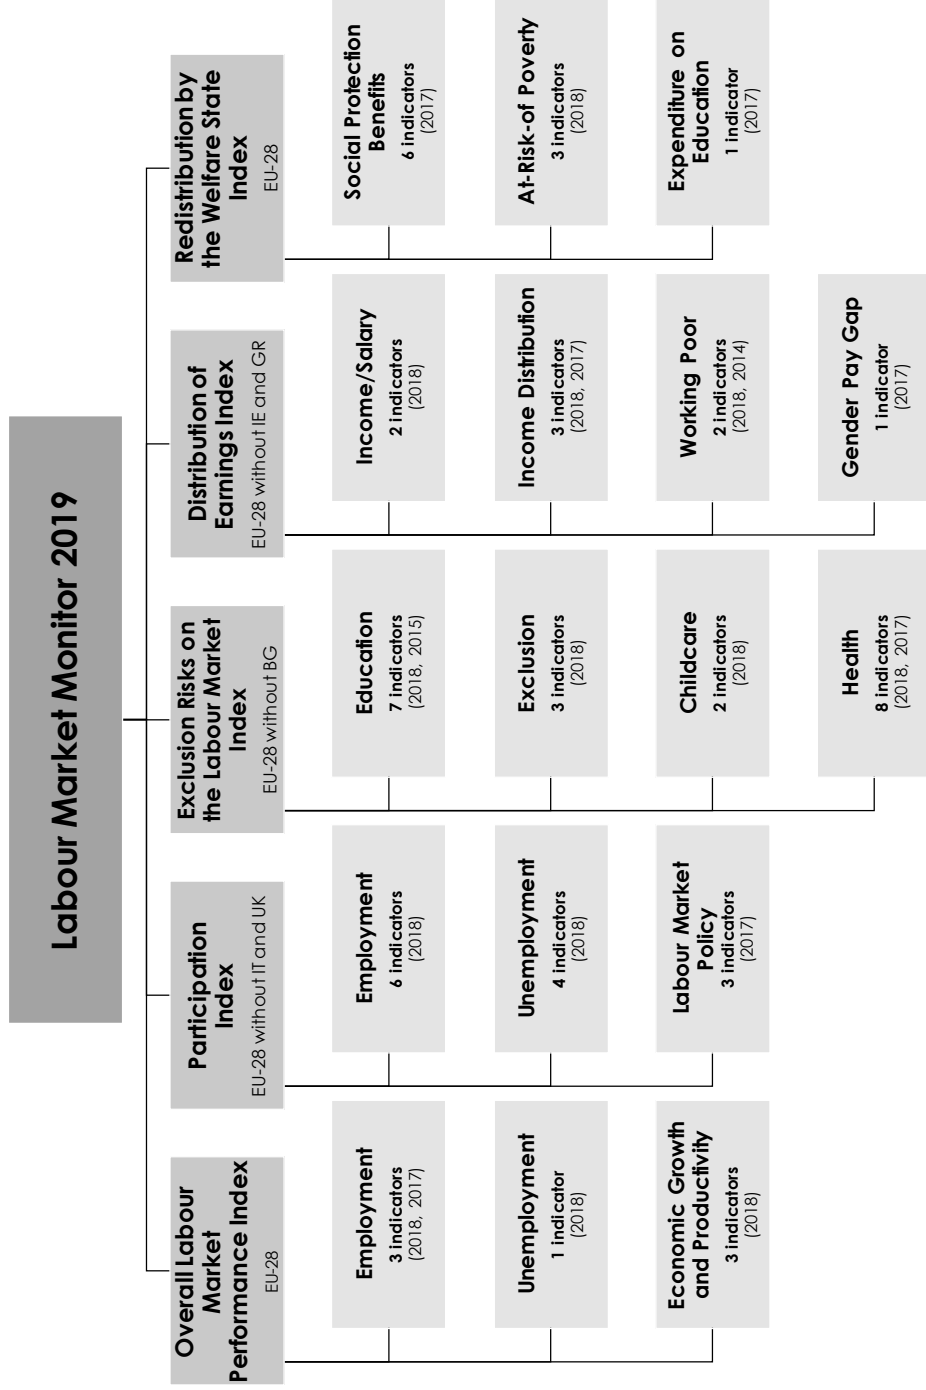 Labour Market Monitor 2019
Overall Labour
Market
Performance Index
EU-28
Employment
3 indicators
(2018, 2017)
Unemployment
1 indicator
(2018)
Economic Growth
and Productivity
3 indicators
(2018)
Participation
Index
EU-28 without IT and UK
Employment
6 indicators
(2018)
Unemployment
4 indicators
(2018)
Labour Market
Policy
3 indicators
(2017)
Exclusion Risks on
the Labour Market
Index
EU-28 without BG
Education
7 indicators
(2018, 2015)
Exclusion
3 indicators
(2018)
Childcare
2 indicators
(2018)
Health
8 indicators
(2018, 2017)
Distribution of
Earnings Index
EU-28 without IE and GR
Income/Salary
2 indicators
(2018)
Income Distribution
3 indicators
(2018, 2017)
Working Poor
2 indicators
(2018, 2014)
Gender Pay Gap
1 indicator
(2017)
Redistribution by
the Welfare State
Index
EU-28
Social Protection
Benefits
6 indicators
(2017)
At-Risk-of Poverty
3 indicators
(2018)
Expenditure on
Education
1 indicator
(2017)